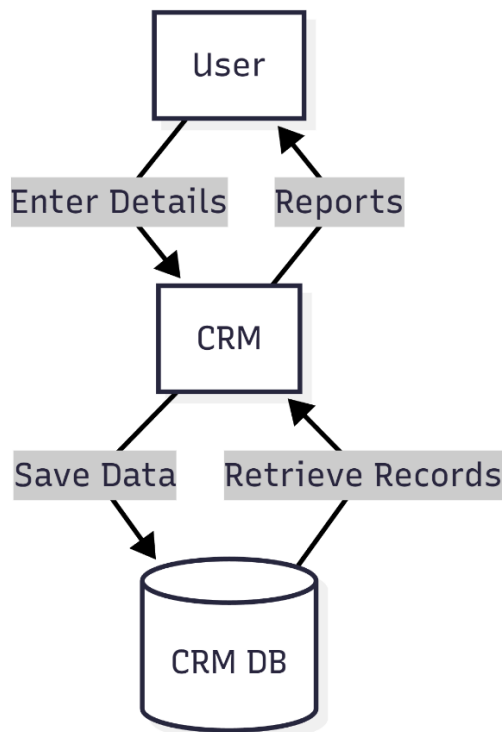 User
Enter Details
Reports
CRM
Save Data
Retrieve Records
CRM DB